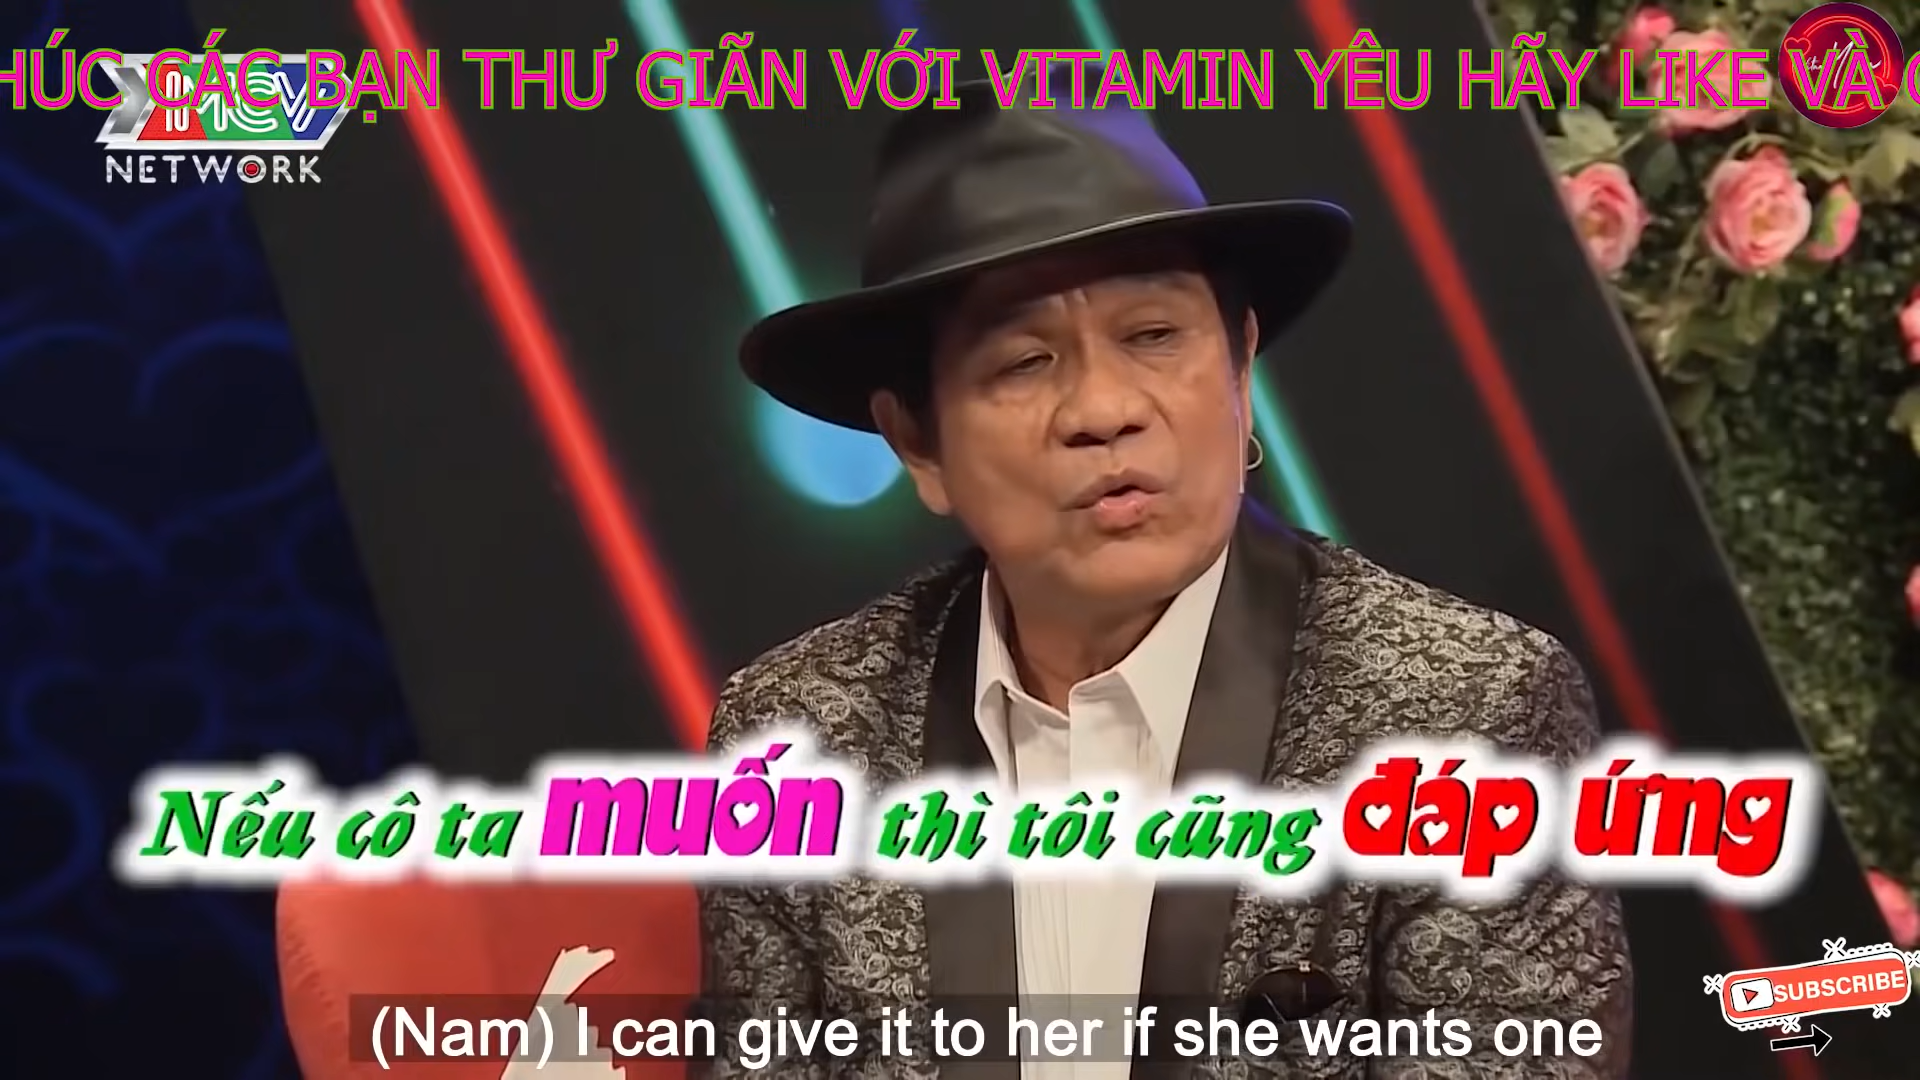 HÚC CÁC BẠN THƯ GIÃN VỚI VITAMIN YÊU HÃY LIKE VÀ
MCV
NETWORK
Nếu cô ta muốn thì tôi cũng đáp ứng
SUBSCRIBE
(Nam) I can give it to her if she wants one